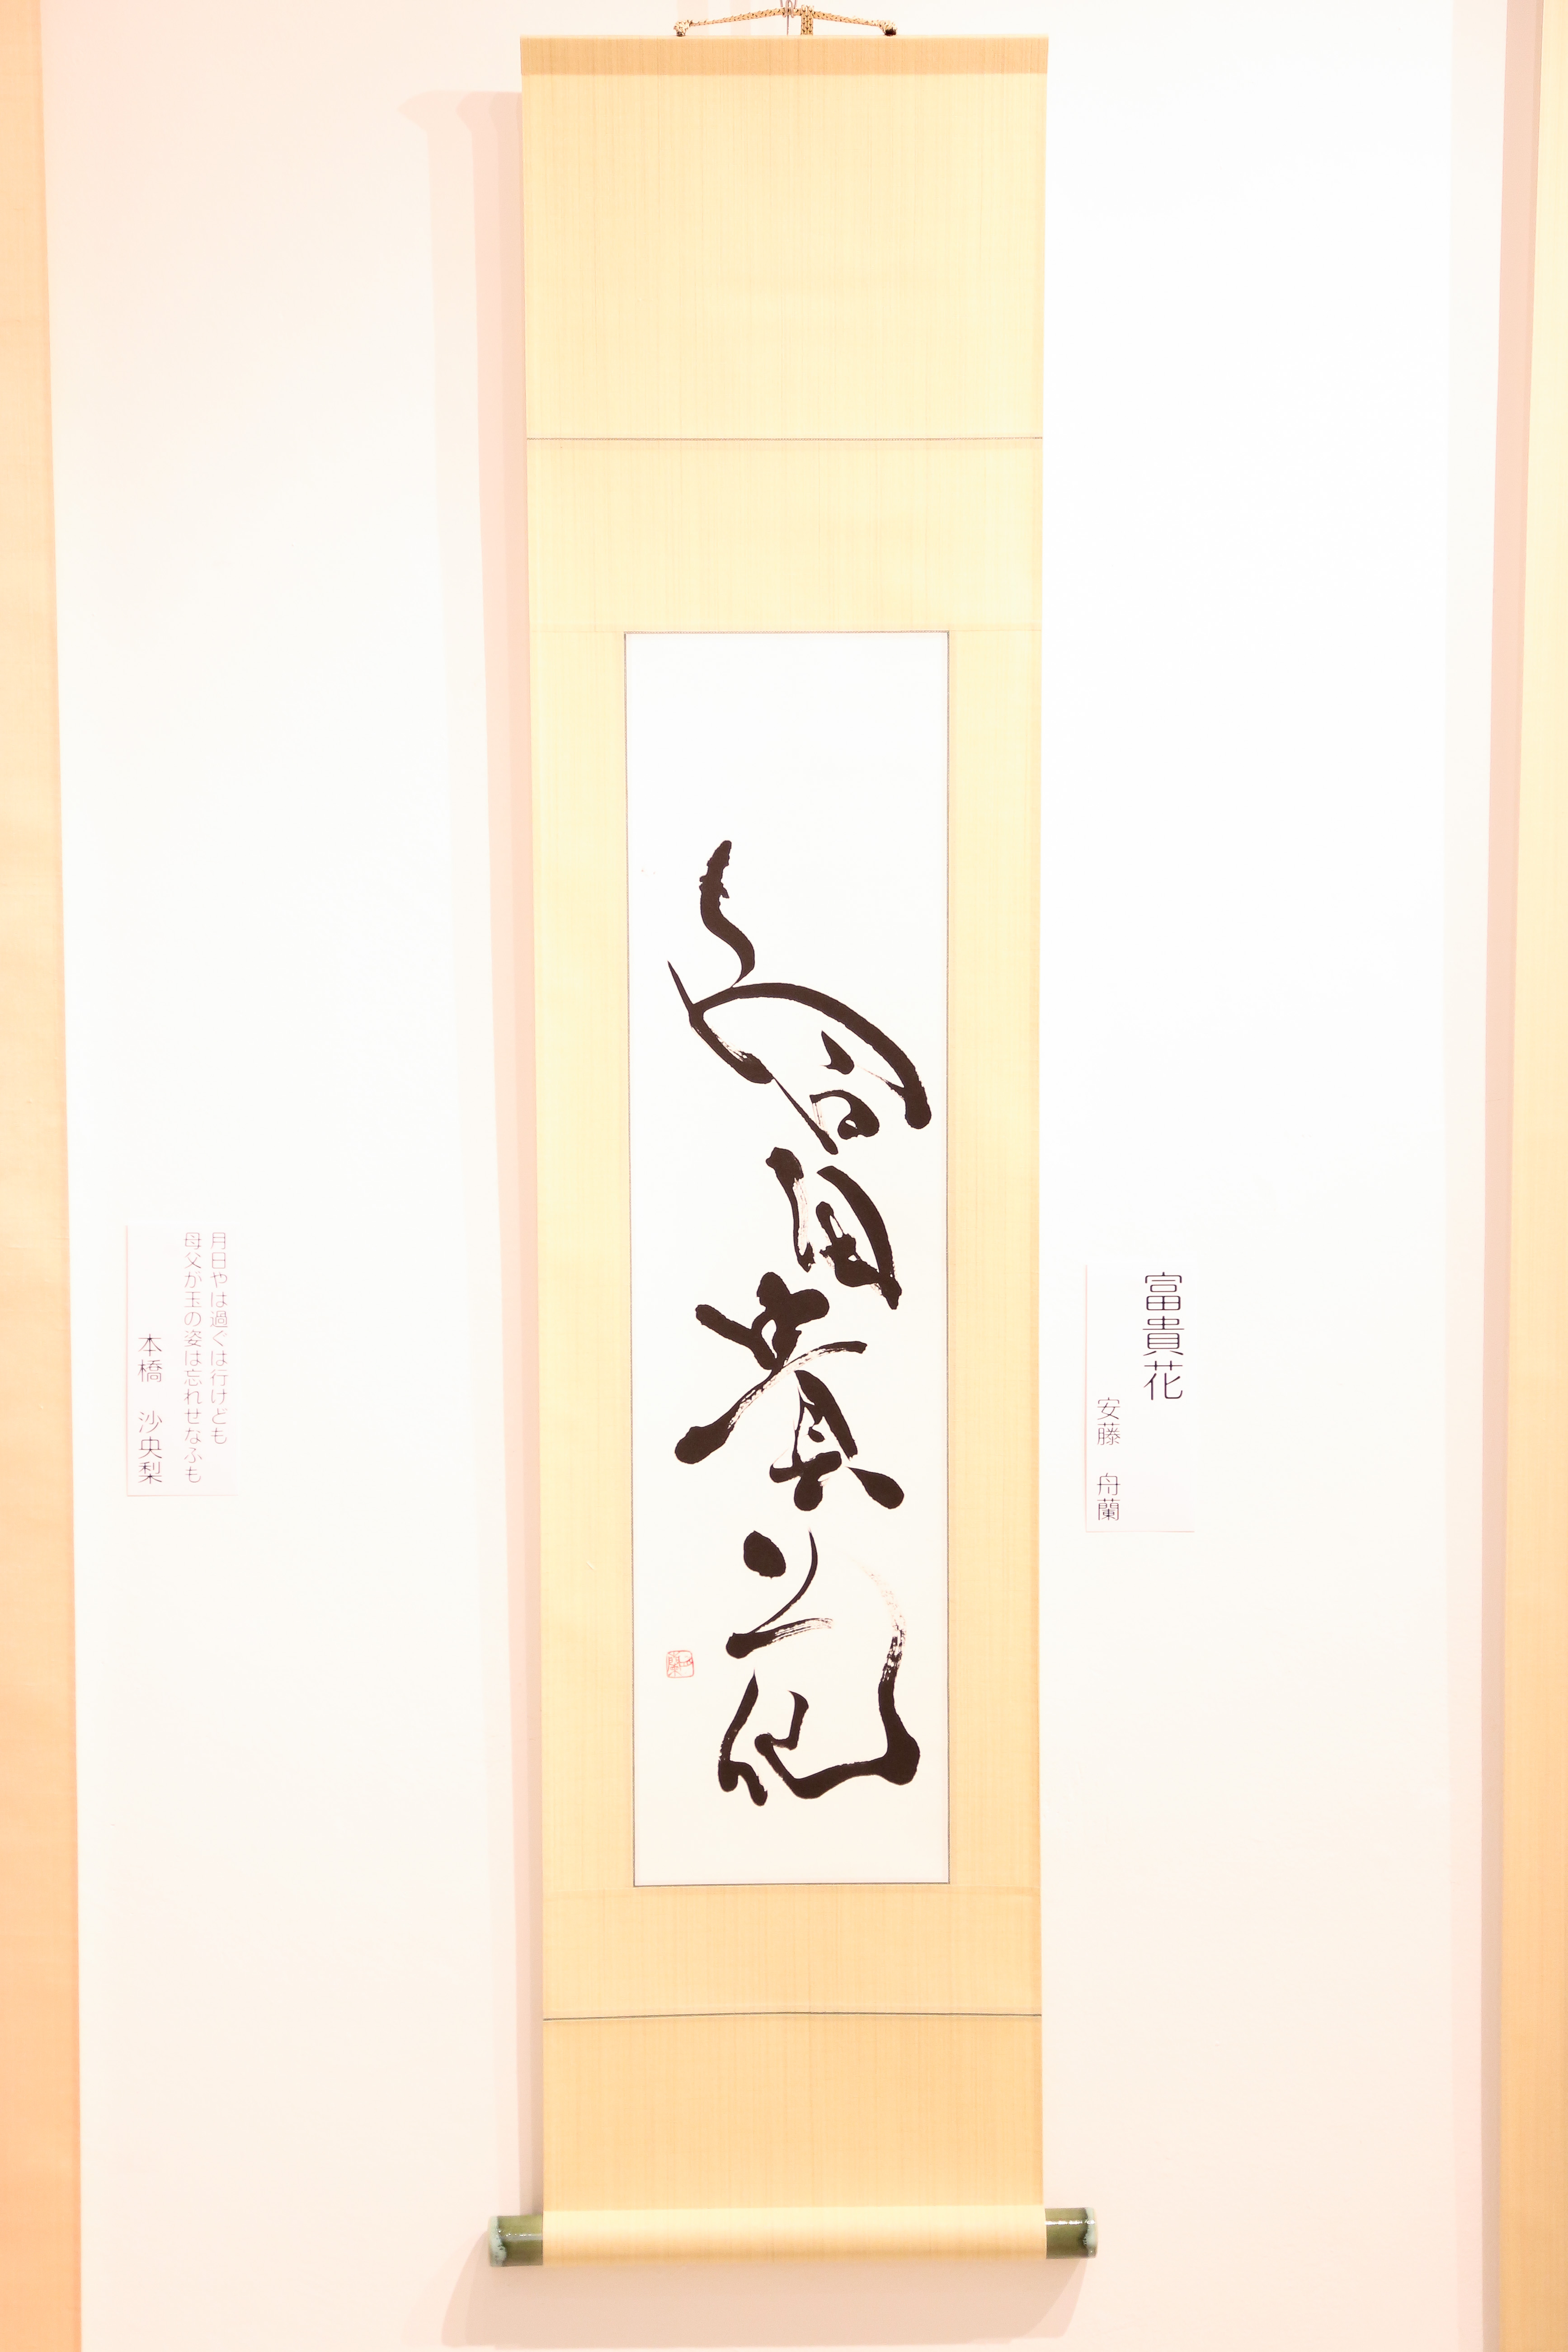 富貴花
富貴花
安藤 舟蘭
月日やは過ぐは行けども
母父が玉の姿は忘れせなふも
本橋 沙央梨